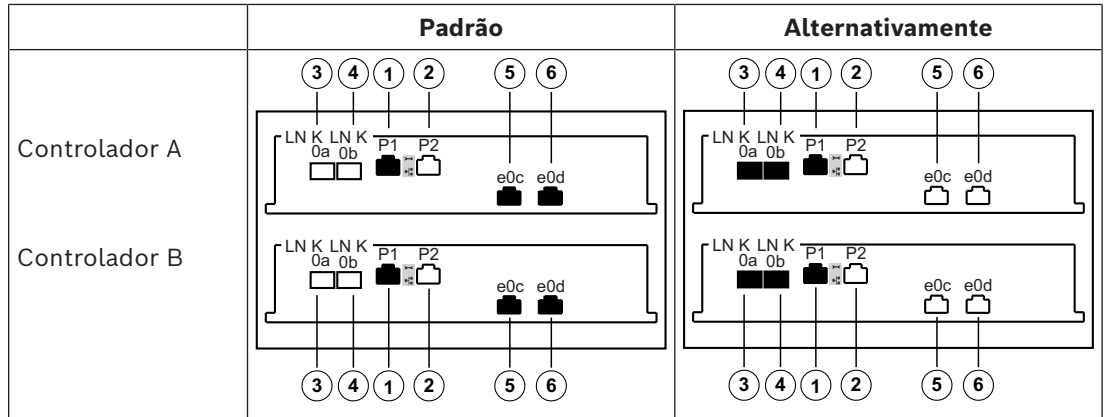 Padrão Alternativamente
3 4 1 2 5 6 3 4 1 2 5 6
Controlador A
LN K LN K P1 P2 LN K LN K P1 P2
0a 0b 0a 0b
e0c e0d e0c e0d
Controlador B
LN K LN K P1 P2 LN K LN K P1 P2
0a 0b 0a 0b
e0c e0d e0c e0d
3 4 1 2 5 6 3 4 1 2 5 6